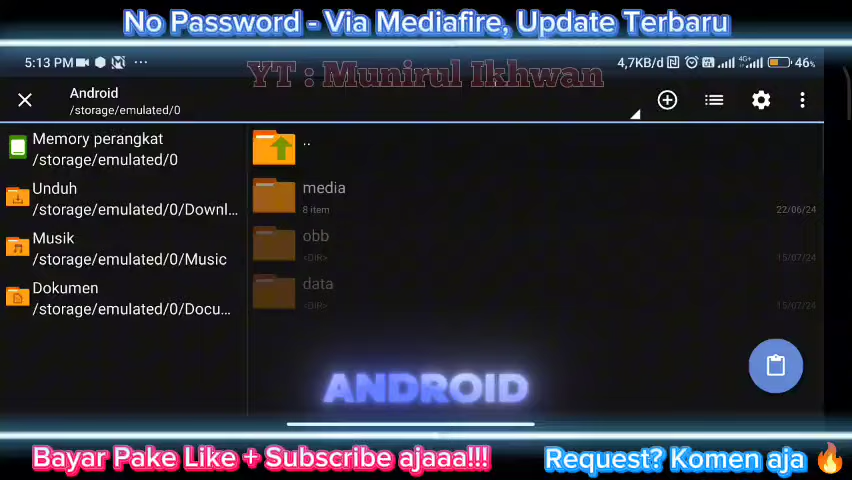 No Password - Via Mediafire, Update Terbaru
5:13 PM ... 4,7KB/d 4G+ 46%
YT : Munirul Ikhwan
Android
/storage/emulated/0
Memory perangkat
/storage/emulated/0
Unduh
/storage/emulated/0/Downl...
Musik
/storage/emulated/0/Music
Dokumen
/storage/emulated/0/Docu...
..
media
8 item 22/06/24
obb
<DIR> 15/07/24
data
<DIR> 15/07/24
ANDROID
Bayar Pake Like + Subscribe ajaaa!!! Request? Komen aja 🔥